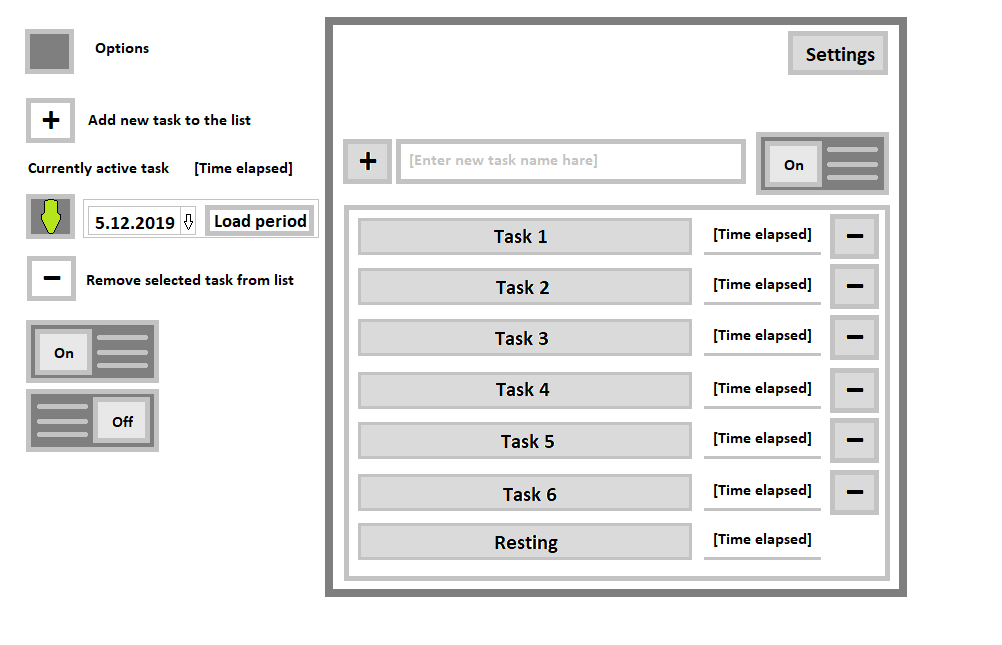 Options
+
Add new task to the list
Currently active task [Time elapsed]
5.12.2019 Load period
−
Remove selected task from list
On
Off
Settings
+
[Enter new task name hare]
On
Task 1 [Time elapsed] −
Task 2 [Time elapsed] −
Task 3 [Time elapsed] −
Task 4 [Time elapsed] −
Task 5 [Time elapsed] −
Task 6 [Time elapsed] −
Resting [Time elapsed]